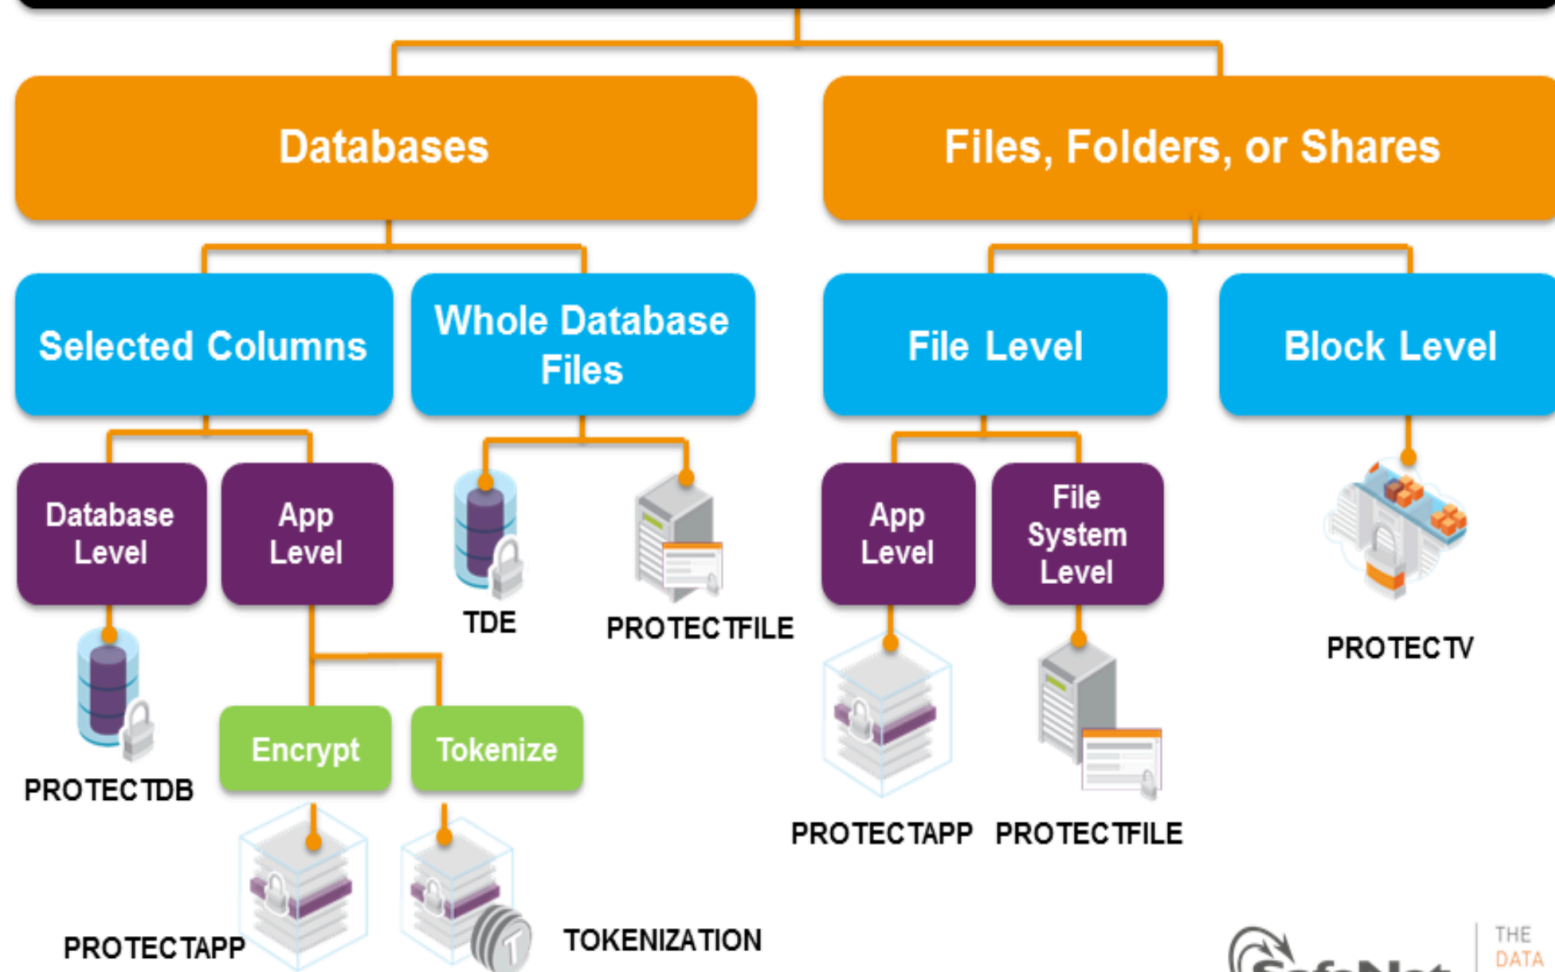 Databases
Files, Folders, or Shares
Selected Columns
Whole Database
Files
File Level
Block Level
Database
Level
App
Level
TDE
PROTECTFILE
App
Level
File
System
Level
PROTECTV
PROTECTDB
Encrypt
Tokenize
PROTECTAPP
PROTECTFILE
PROTECTAPP
T
TOKENIZATION
SafeNet
THE
DATA